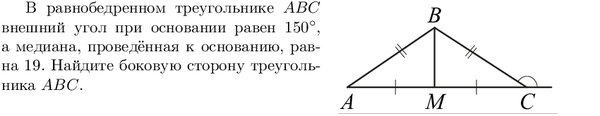 В равнобедренном треугольнике ABC
внешний угол при основании равен 150°,
а медиана, проведённая к основанию, рав-
на 19. Найдите боковую сторону треуголь-
ника ABC.
B
A M C